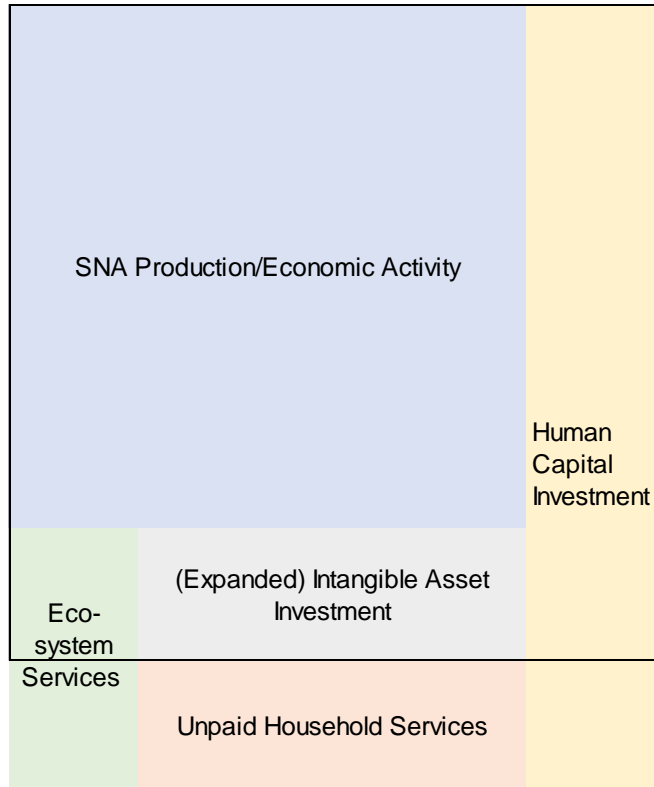 SNA Production/Economic Activity
Human
Capital
Investment
(Expanded) Intangible Asset
Investment
Eco-
system
Services
Unpaid Household Services